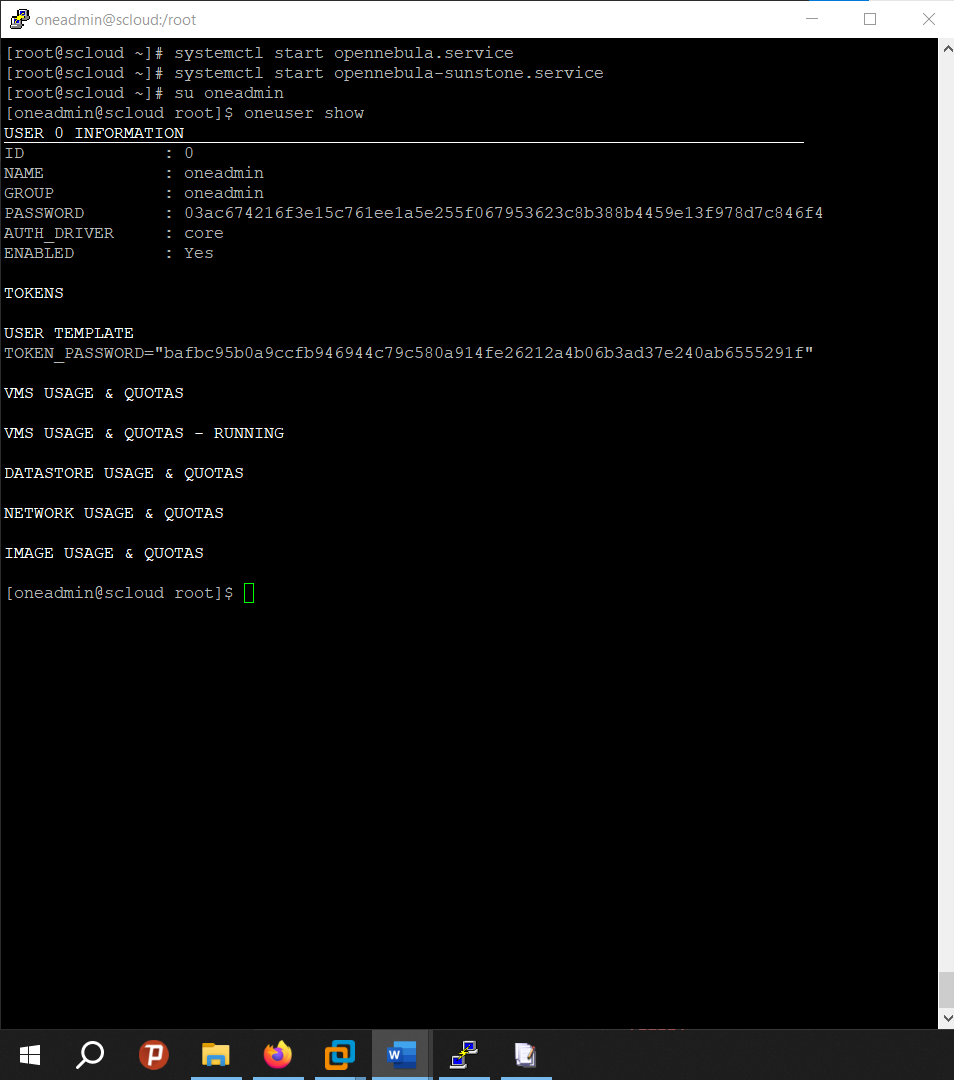 oneadmin@scloud:/root
[root@scloud ~]# systemctl start opennebula.service
[root@scloud ~]# systemctl start opennebula-sunstone.service
[root@scloud ~]# su oneadmin
[oneadmin@scloud root]$ oneuser show
USER 0 INFORMATION
ID : 0
NAME : oneadmin
GROUP : oneadmin
PASSWORD : 03ac674216f3e15c761ee1a5e255f067953623c8b388b4459e13f978d7c846f4
AUTH_DRIVER : core
ENABLED : Yes
TOKENS
USER TEMPLATE
TOKEN_PASSWORD="bafbc95b0a9ccfb946944c79c580a914fe26212a4b06b3ad37e240ab6555291f"
VMS USAGE & QUOTAS
VMS USAGE & QUOTAS - RUNNING
DATASTORE USAGE & QUOTAS
NETWORK USAGE & QUOTAS
IMAGE USAGE & QUOTAS
[oneadmin@scloud root]$